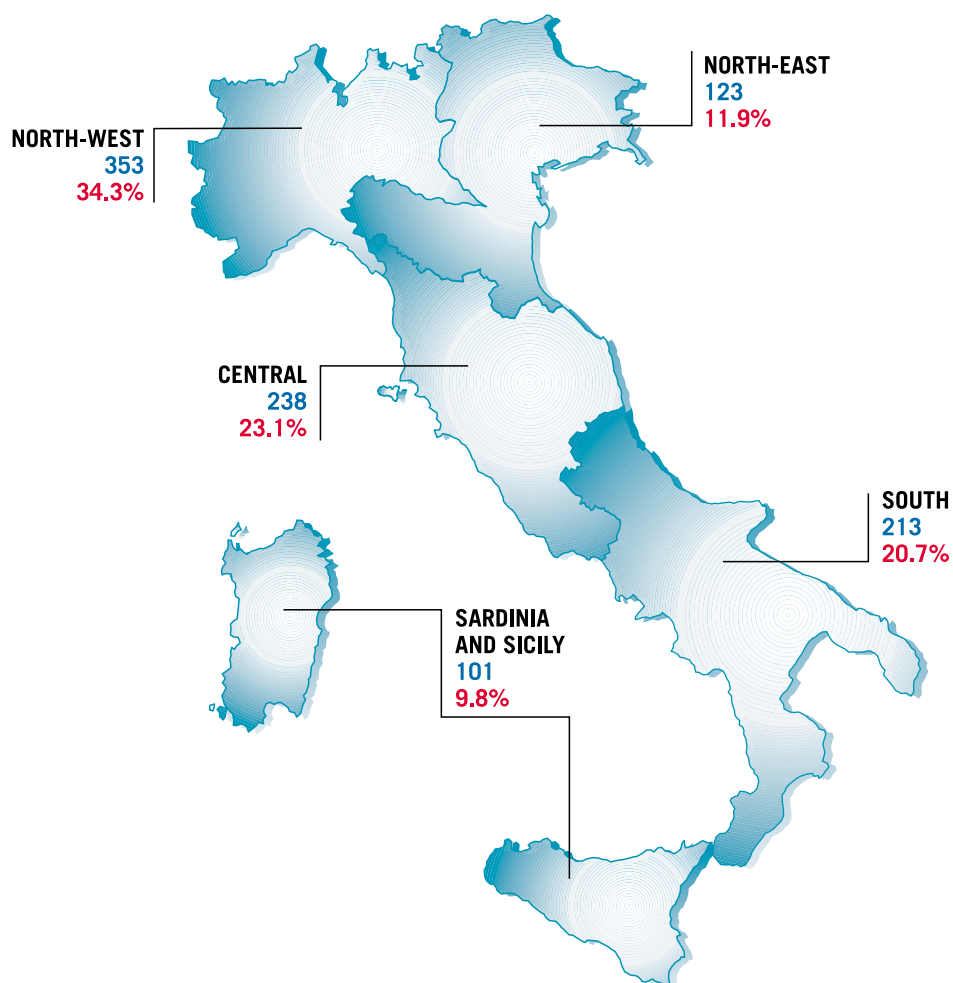 NORTH-EAST
123
11.9%
NORTH-WEST
353
34.3%
CENTRAL
238
23.1%
SOUTH
213
20.7%
SARDINIA
AND SICILY
101
9.8%